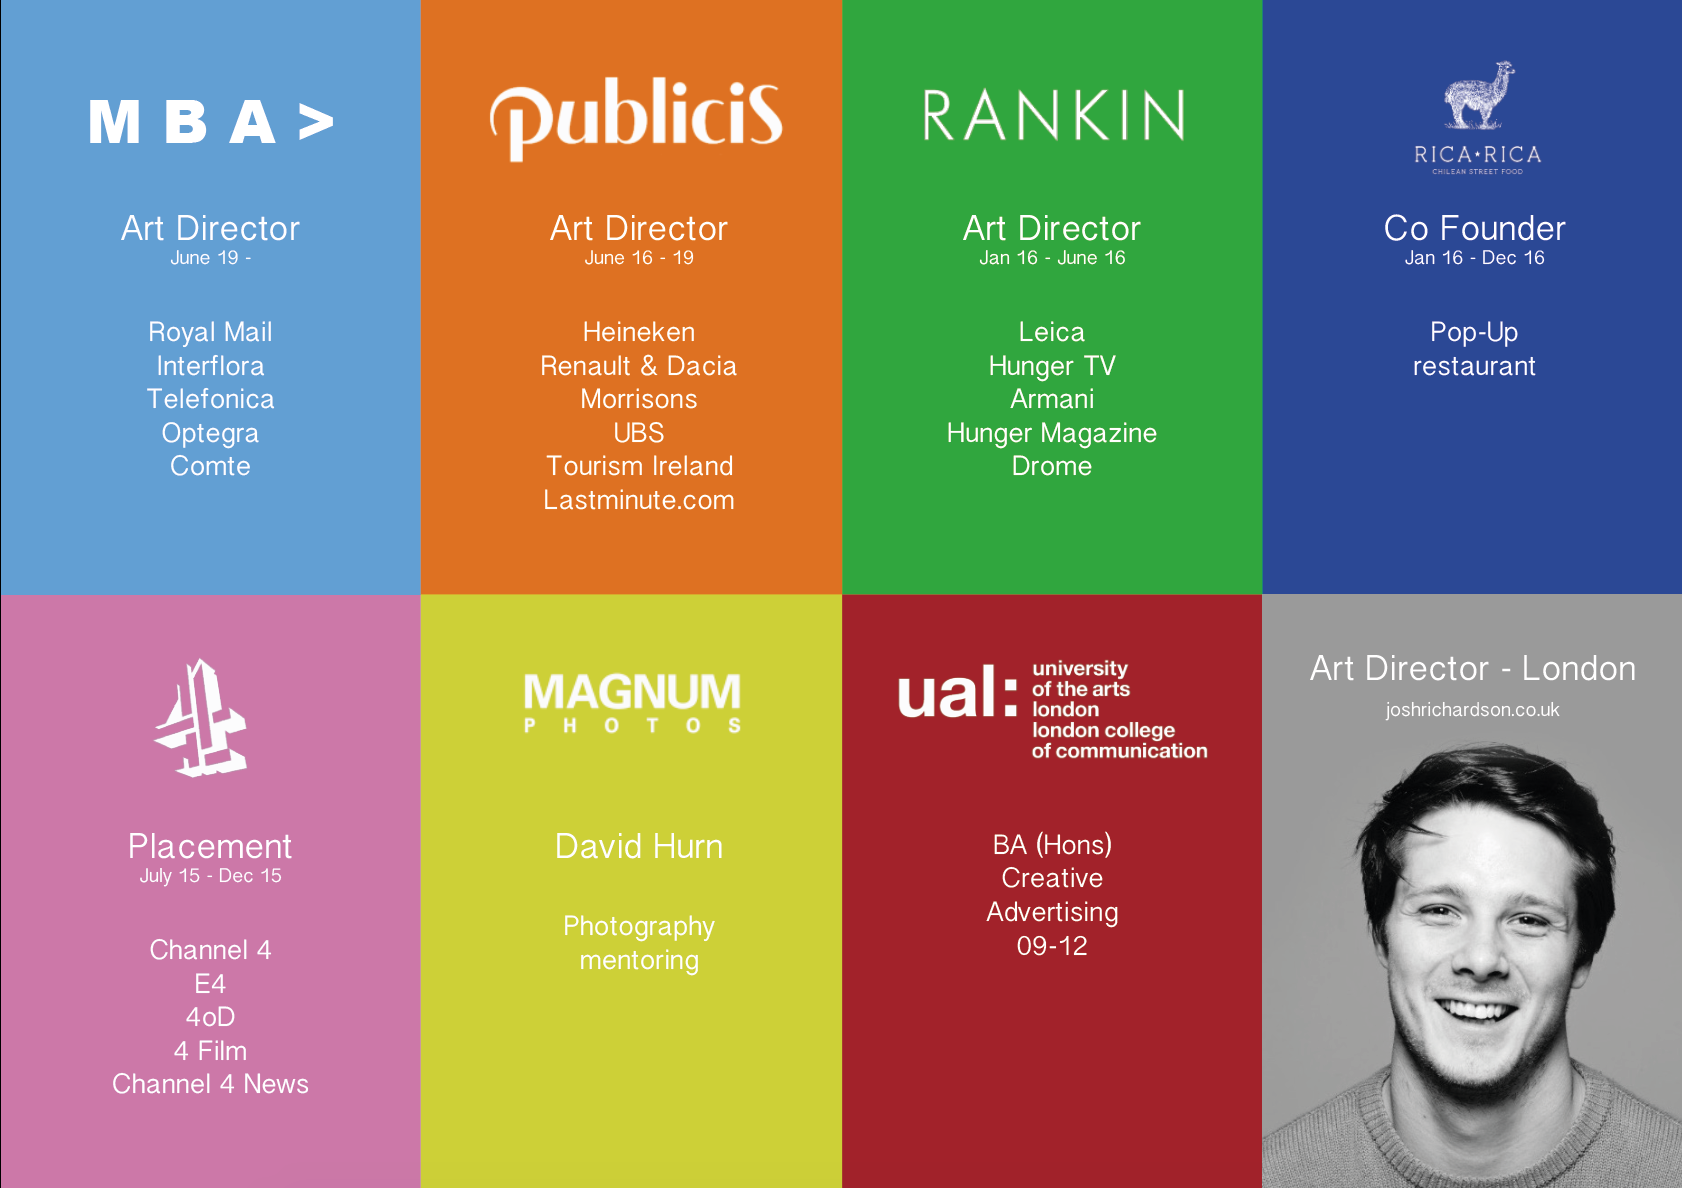 MBA>
Art Director
June 19 -
Royal Mail
Interflora
Telefonica
Optegra
Comte
publiciS
Art Director
June 16 - 19
Heineken
Renault & Dacia
Morrisons
UBS
Tourism Ireland
Lastminute.com
RANKIN
Art Director
Jan 16 - June 16
Leica
Hunger TV
Armani
Hunger Magazine
Drome
RICA★RICA
CHILEAN STREET FOOD
Co Founder
Jan 16 - Dec 16
Pop-Up
restaurant
4
Placement
July 15 - Dec 15
Channel 4
E4
4oD
4 Film
Channel 4 News
MAGNUM
PHOTOS
David Hurn
Photography
mentoring
ual:
university
of the arts
london
london college
of communication
BA (Hons)
Creative
Advertising
09-12
Art Director - London
joshrichardson.co.uk